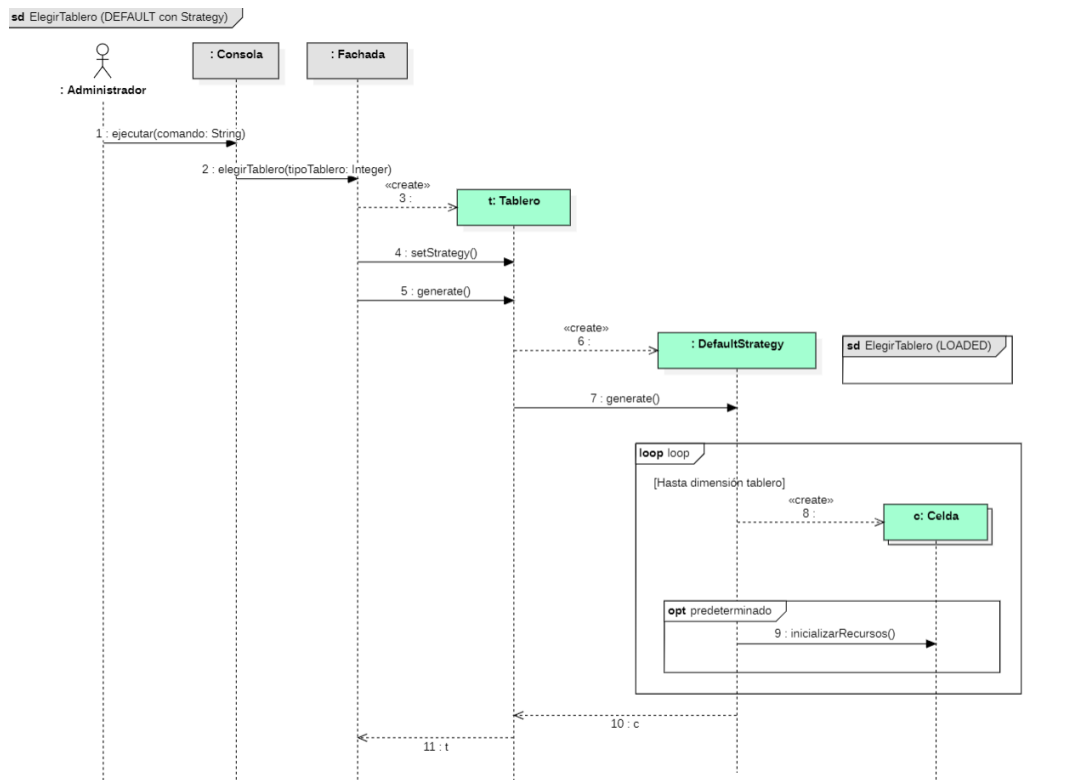 sd ElegirTablero (DEFAULT con Strategy)
: Consola
: Fachada
: Administrador
1 : ejecutar(comando: String)
2 : elegirTablero(tipoTablero: Integer)
«create»
3 :
t: Tablero
4 : setStrategy()
5 : generate()
«create»
6 :
: DefaultStrategy
sd ElegirTablero (LOADED)
7 : generate()
loop loop
[Hasta dimensión tablero]
«create»
8 :
c: Celda
opt predeterminado
9 : inicializarRecursos()
10 : c
11 : t